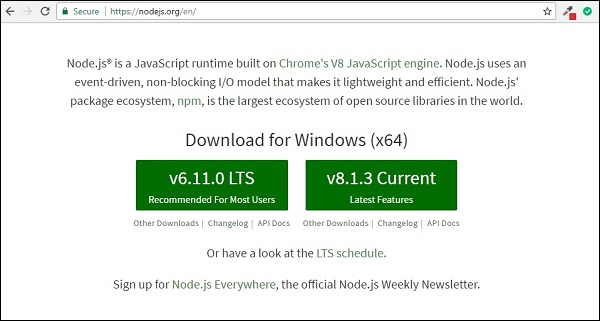 Secure https://nodejs.org/en/
Node.js® is a JavaScript runtime built on Chrome's V8 JavaScript engine. Node.js uses an
event-driven, non-blocking I/O model that makes it lightweight and efficient. Node.js'
package ecosystem, npm, is the largest ecosystem of open source libraries in the world.
Download for Windows (x64)
v6.11.0 LTS
Recommended For Most Users
v8.1.3 Current
Latest Features
Other Downloads | Changelog | API Docs
Other Downloads | Changelog | API Docs
Or have a look at the LTS schedule.
Sign up for Node.js Everywhere, the official Node.js Weekly Newsletter.